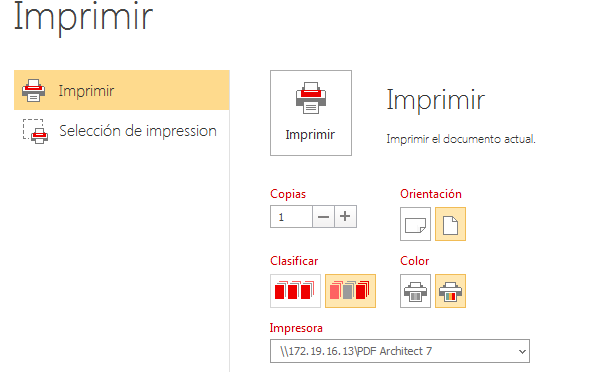 Imprimir
Imprimir
Selección de impression
Imprimir
Imprimir
Imprimir el documento actual.
Copias
Orientación
1
Clasificar
Color
Impresora
\\172.19.16.13\PDF Architect 7